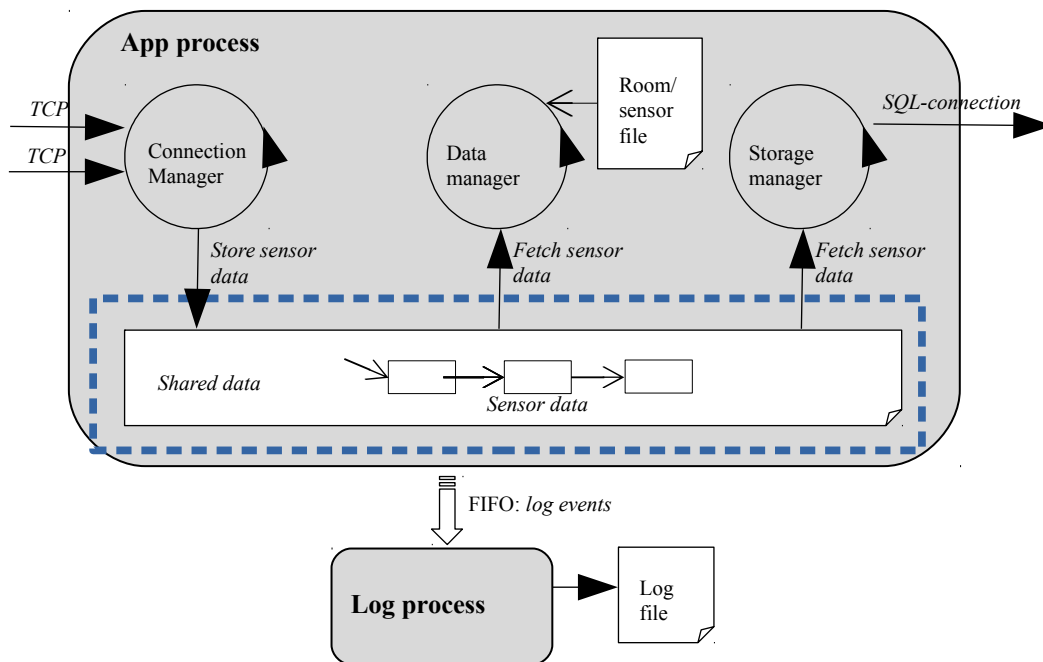 App process
TCP
TCP
Connection
Manager
Data
manager
Room/
sensor
file
Storage
manager
SQL-connection
Store sensor
data
Fetch sensor
data
Fetch sensor
data
Shared data
Sensor data
FIFO: log events
Log process
Log
file